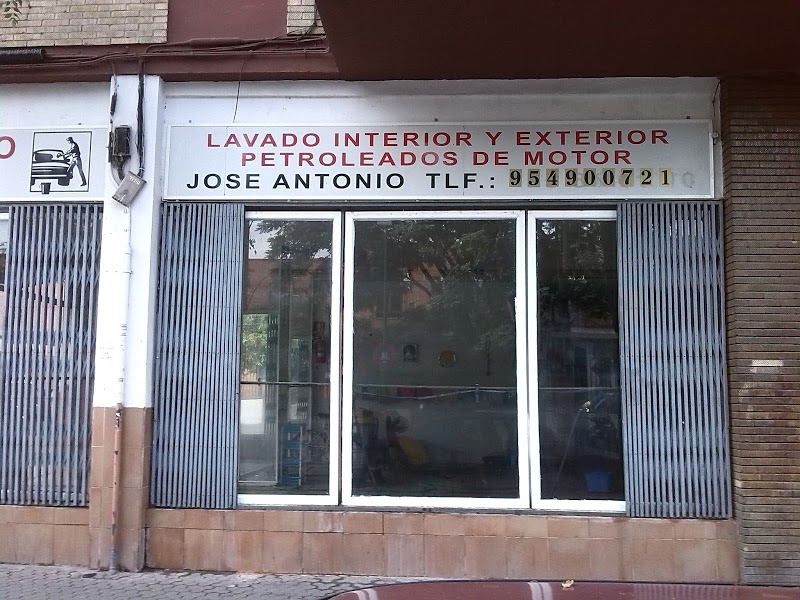 O
LAVADO INTERIOR Y EXTERIOR
PETROLEADOS DE MOTOR
JOSE ANTONIO TLF.: 954900721